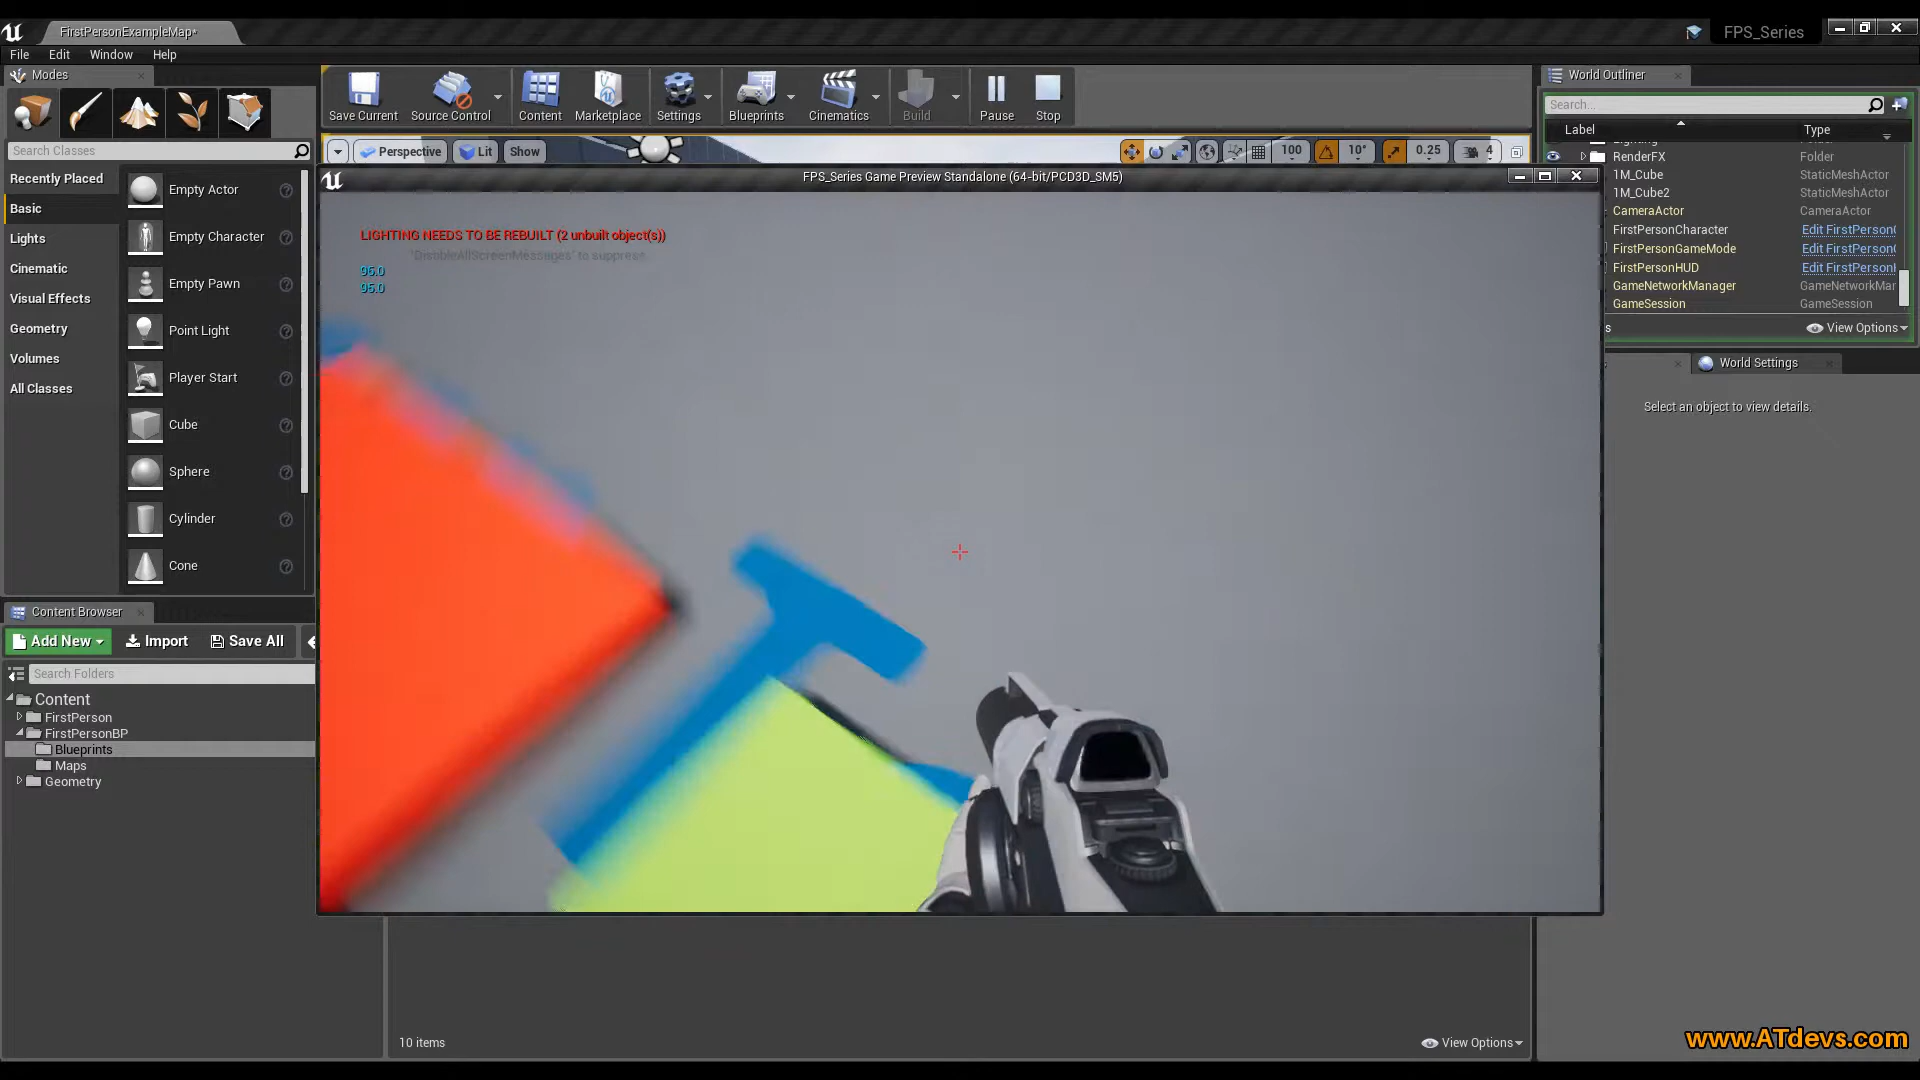 FirstPersonExampleMap*
FPS_Series
File Edit Window Help
Modes
World Outliner
Save Current Source Control Content Marketplace Settings Blueprints Cinematics Build Pause Stop
Search...
Label Type
Search Classes
Perspective Lit Show 100 10° 0.25 4
RenderFX Folder
1M_Cube StaticMeshActor
1M_Cube2 StaticMeshActor
CameraActor CameraActor
FirstPersonCharacter Edit FirstPerson
FirstPersonGameMode Edit FirstPerson
FirstPersonHUD Edit FirstPerson
GameNetworkManager GameNetworkMar
GameSession GameSession
s View Options
FPS_Series Game Preview Standalone (64-bit/PCD3D_SM5)
Recently Placed
Basic
Lights
Cinematic
Visual Effects
Geometry
Volumes
All Classes
Empty Actor
Empty Character
Empty Pawn
Point Light
Player Start
Cube
Sphere
Cylinder
Cone
LIGHTING NEEDS TO BE REBUILT (2 unbuilt object(s))
'DisableAllScreenMessages' to suppress
95.0
95.0
World Settings
Select an object to view details.
Content Browser
Add New Import Save All
Search Folders
Content
FirstPerson
FirstPersonBP
Blueprints
Maps
Geometry
10 items
View Options
www.ATdevs.com